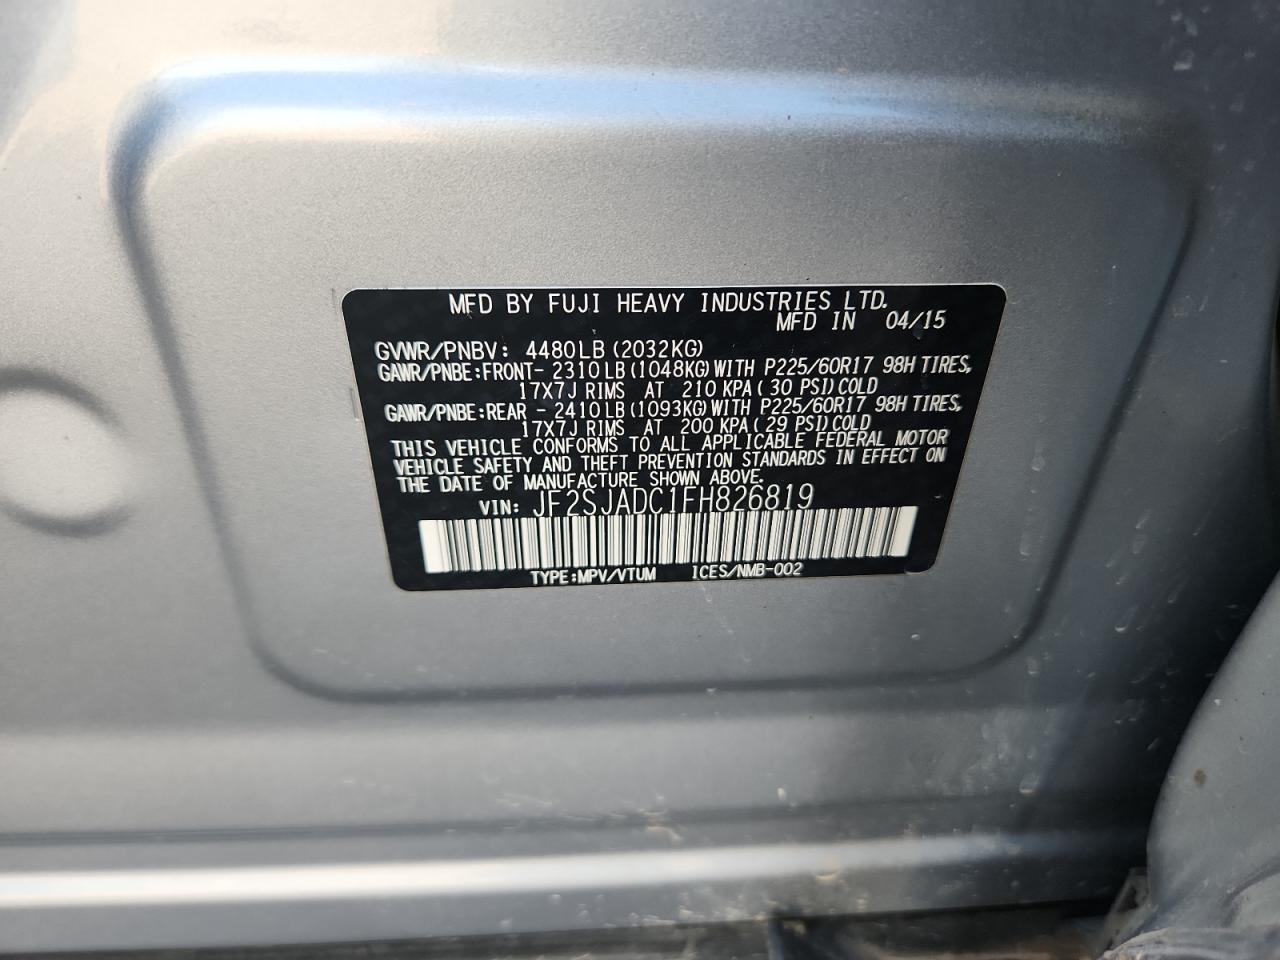 MFD BY FUJI HEAVY INDUSTRIES LTD.
MFD IN 04/15
GVWR/PNBV: 4480LB (2032KG)
GAWR/PNBE:FRONT- 2310LB (1048KG) WITH P225/60R17 98H TIRES,
17X7J RIMS AT 210 KPA ( 30 PSI) COLD
GAWR/PNBE:REAR - 2410LB (1093KG) WITH P225/60R17 98H TIRES,
17X7J RIMS AT 200 KPA ( 29 PSI) COLD
THIS VEHICLE CONFORMS TO ALL APPLICABLE FEDERAL MOTOR
VEHICLE SAFETY AND THEFT PREVENTION STANDARDS IN EFFECT ON
THE DATE OF MANUFACTURE SHOWN ABOVE.
VIN: JF2SJADC1FH826819
TYPE:MPV/VTUM ICES/NMB-002